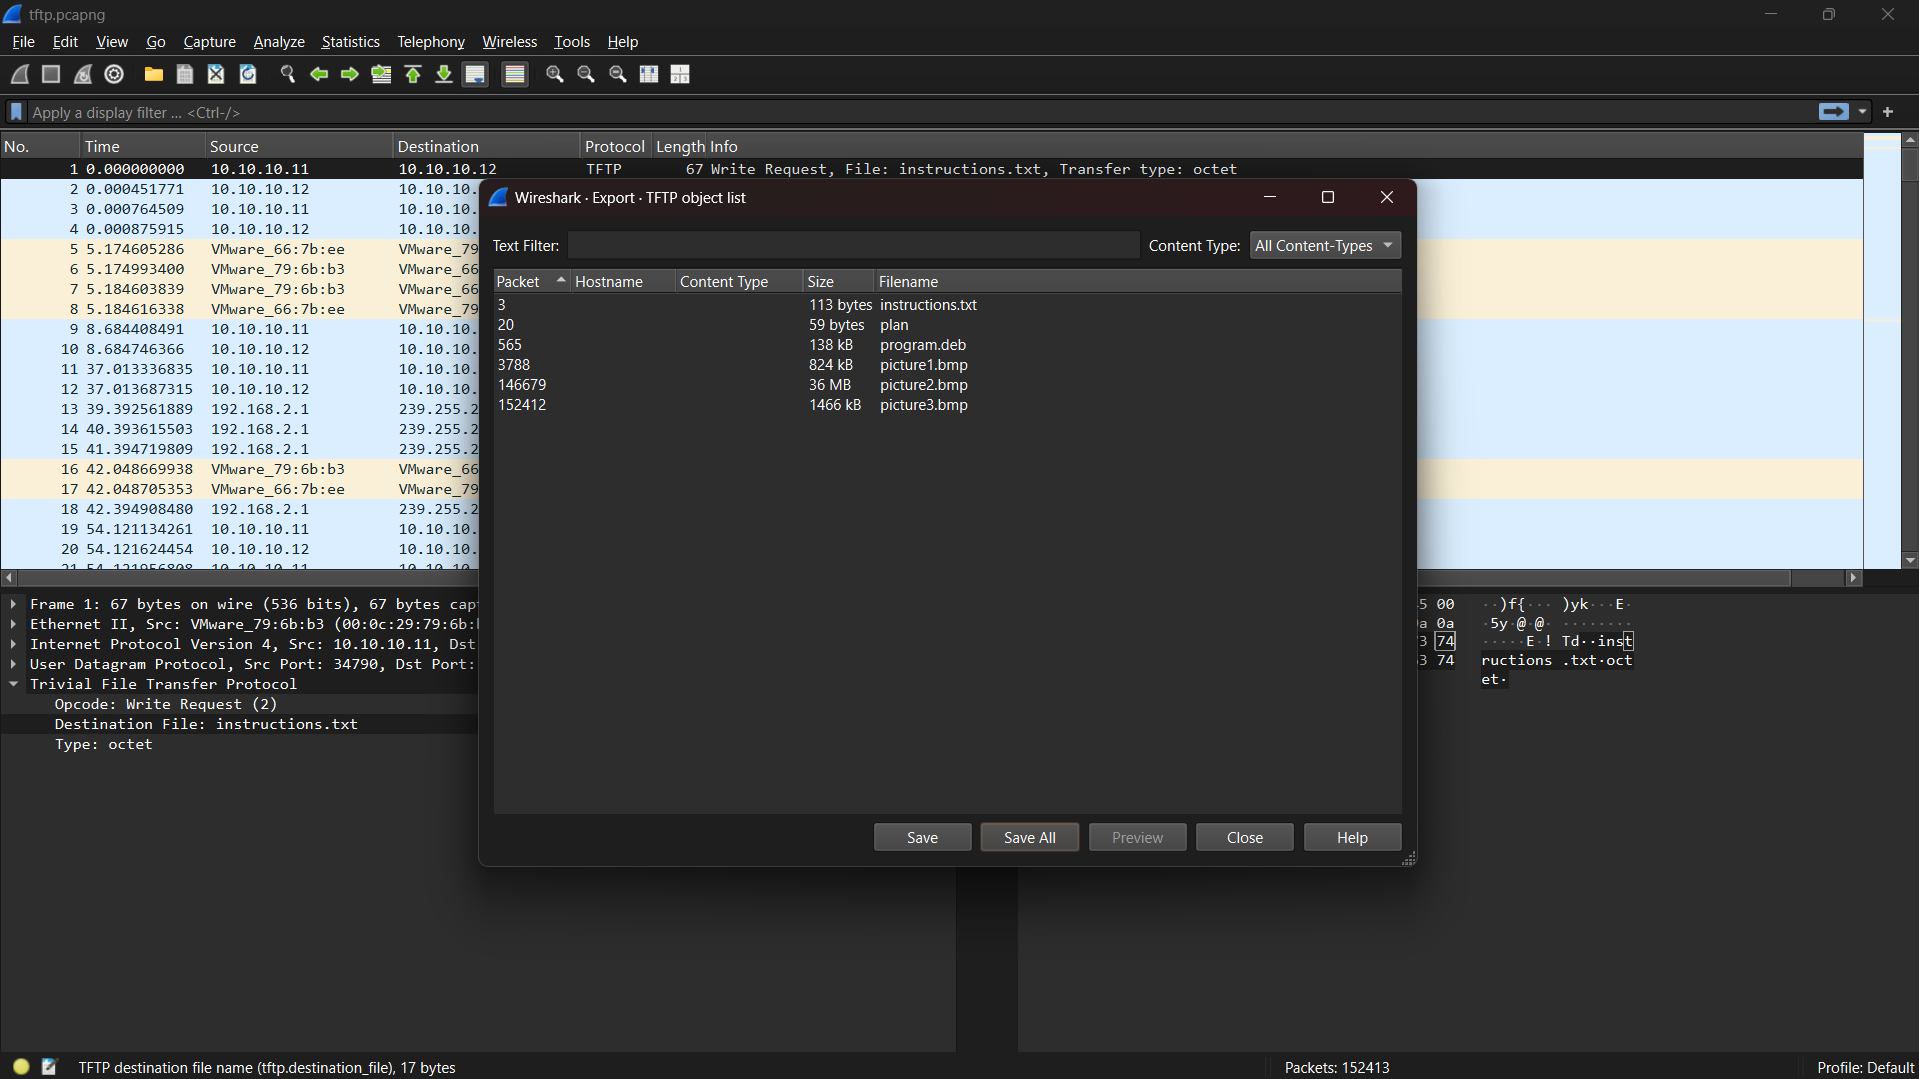 tftp.pcapng
File Edit View Go Capture Analyze Statistics Telephony Wireless Tools Help
Apply a display filter ... <Ctrl-/>
No. Time Source Destination Protocol Length Info
1 0.000000000 10.10.10.11 10.10.10.12 TFTP 67 Write Request, File: instructions.txt, Transfer type: octet
2 0.000451771 10.10.10.12 10.10.10.
3 0.000764509 10.10.10.11 10.10.10.
4 0.000875915 10.10.10.12 10.10.10.
5 5.174605286 VMware_66:7b:ee VMware_79
6 5.174993400 VMware_79:6b:b3 VMware_66
7 5.184603839 VMware_79:6b:b3 VMware_66
8 5.184616338 VMware_66:7b:ee VMware_79
9 8.684408491 10.10.10.11 10.10.10.
10 8.684746366 10.10.10.12 10.10.10.
11 37.013336835 10.10.10.11 10.10.10.
12 37.013687315 10.10.10.12 10.10.10.
13 39.392561889 192.168.2.1 239.255.2
14 40.393615503 192.168.2.1 239.255.2
15 41.394719809 192.168.2.1 239.255.2
16 42.048669938 VMware_79:6b:b3 VMware_66
17 42.048705353 VMware_66:7b:ee VMware_79
18 42.394908480 192.168.2.1 239.255.2
19 54.121134261 10.10.10.11 10.10.10.
20 54.121624454 10.10.10.12 10.10.10.
Wireshark · Export · TFTP object list
Text Filter: Content Type: All Content-Types
Packet Hostname Content Type Size Filename
3 113 bytes instructions.txt
20 59 bytes plan
565 138 kB program.deb
3788 824 kB picture1.bmp
146679 36 MB picture2.bmp
152412 1466 kB picture3.bmp
Save Save All Preview Close Help
Frame 1: 67 bytes on wire (536 bits), 67 bytes cap
Ethernet II, Src: VMware_79:6b:b3 (00:0c:29:79:6b:
Internet Protocol Version 4, Src: 10.10.10.11, Dst
User Datagram Protocol, Src Port: 34790, Dst Port:
Trivial File Transfer Protocol
Opcode: Write Request (2)
Destination File: instructions.txt
Type: octet
5 00 ··)f{··· )yk···E·
a 0a ·5y·@·@· ········
3 74 ·····E·! Td··inst
3 74 ructions .txt·oct
et·
TFTP destination file name (tftp.destination_file), 17 bytes
Packets: 152413
Profile: Default